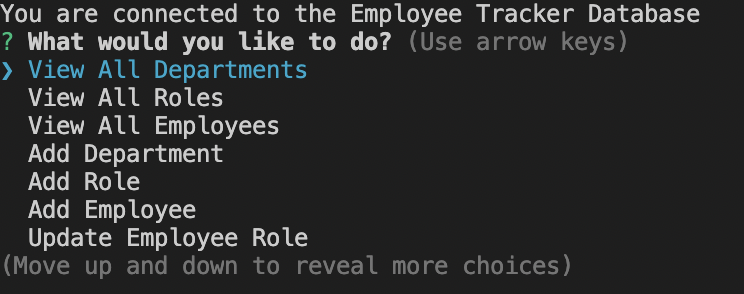 You are connected to the Employee Tracker Database
? What would you like to do? (Use arrow keys)
❯ View All Departments
View All Roles
View All Employees
Add Department
Add Role
Add Employee
Update Employee Role
(Move up and down to reveal more choices)